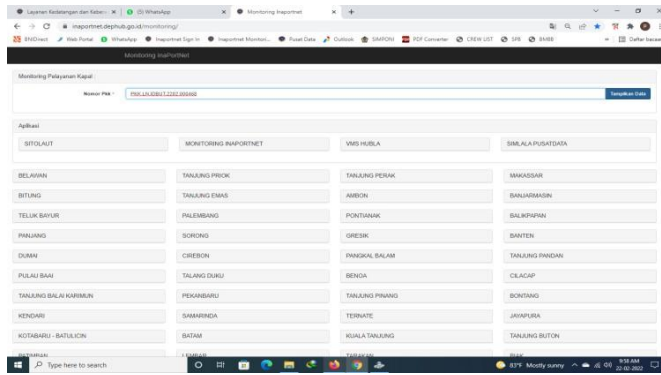 Layanan Kedatangan dan Keber
WhatsApp
Monitoring Inaportnet
inaportnet.dephub.go.id/monitoring/
BNIDirect
Web Portal
WhatsApp
Inaportnet Sign In
Inaportnet Monitori...
Pusat Data
Outlook
SIMPONI
PDF Converter
CREW LIST
SPB
Daftar bacaan
Monitoring InaPortNet
Monitoring Pelayanan Kapal :
Nomor PKK
Tampilkan Data
Aplikasi
SITOLAUT MONITORING INAPORTNET VMS HUBLA SIMLALA PUSATDATA
BELAWAN TANJUNG PRIOK TANJUNG PERAK MAKASSAR
BITUNG TANJUNG EMAS AMBON BANJARMASIN
TELUK BAYUR PALEMBANG PONTIANAK BALIKPAPAN
PANJANG SORONG GRESIK BANTEN
DUMAI CIREBON PANGKAL BALAM TANJUNG PANDAN
PULAU BAAI TALANG DUKU BENOA CILACAP
TANJUNG BALAI KARIMUN PEKANBARU TANJUNG PINANG BONTANG
KENDARI SAMARINDA TERNATE JAYAPURA
KOTABARU - BATULICIN BATAM KUALA TANJUNG TANJUNG BUTON
PATIMBAN LEMBAR TARAKAN BIAK
Type here to search
83°F Mostly sunny
9:58 AM
22-02-2022